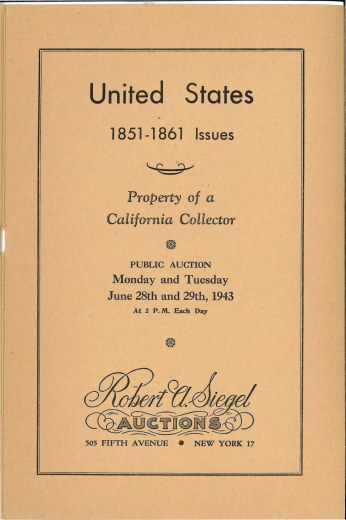 United States
1851-1861 Issues
Property of a
California Collector
PUBLIC AUCTION
Monday and Tuesday
June 28th and 29th, 1943
At 2 P. M. Each Day
Robert A. Siegel
AUCTIONS
505 FIFTH AVENUE • NEW YORK 17